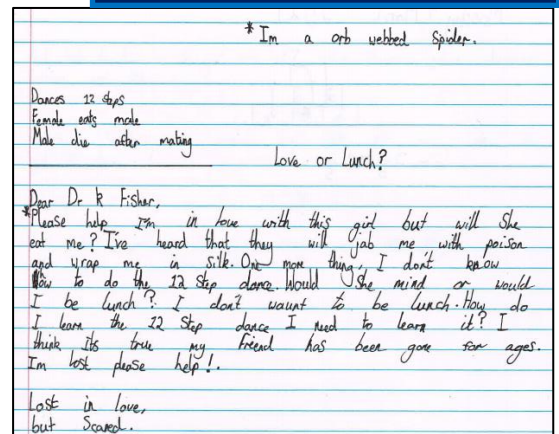 * Im a orb webbed Spider.
Dances 12 steps
Female eats male
Male die after mating
Love or Lunch?
Dear Dr k Fisher,
*Please help I'm in love with this girl but will She
eat me? I've heard that they will jab me with poison
and wrap me in silk. One more thing, I don't know
how to do the 12 step dance. Would She mind or would
I be lunch? I don't waunt to be lunch. How do
I learn the 12 Step dance I need to learn it? I
think its true my friend has been gone for ages.
Im lost please help!.
Lost in love,
but Scared.